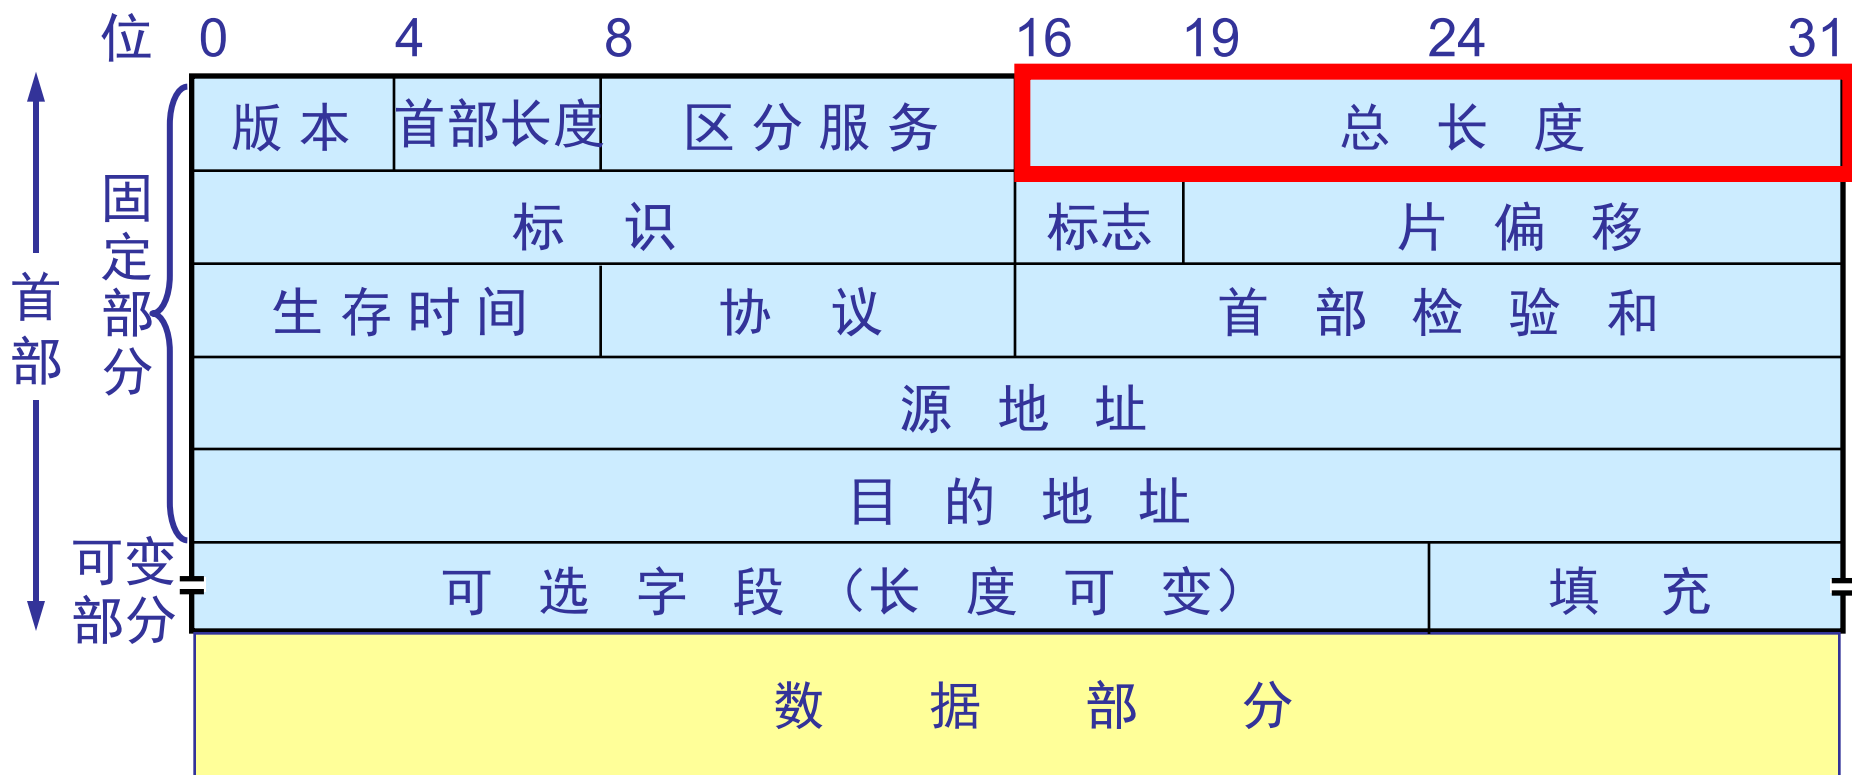 位 0 4 8 16 19 24 31
版本 首部长度 区分服务 总长度
标识 标志 片偏移
生存时间 协议 首部检验和
源地址
目的地址
可选字段（长度可变） 填充
数据部分
首部
固定部分
可变
部分